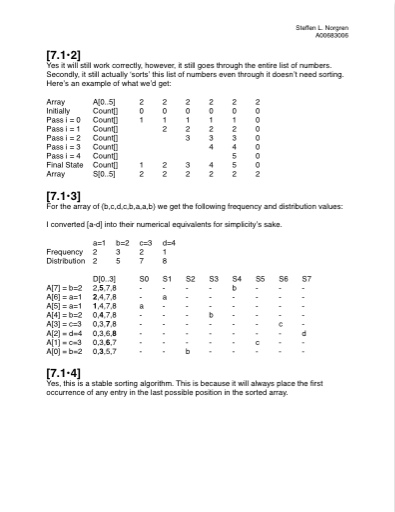 Steffen L. Norgren
A00683006
[7.1•2]
Yes it will still work correctly, however, it still goes through the entire list of numbers.
Secondly, it still actually 'sorts' this list of numbers even through it doesn't need sorting.
Here's an example of what we'd get:
Array A[0..5] 2 2 2 2 2 2
Initially Count[] 0 0 0 0 0 0
Pass i = 0 Count[] 1 1 1 1 1 0
Pass i = 1 Count[] 2 2 2 2 0
Pass i = 2 Count[] 3 3 3 0
Pass i = 3 Count[] 4 4 0
Pass i = 4 Count[] 5 0
Final State Count[] 1 2 3 4 5 0
Array S[0..5] 2 2 2 2 2 2
[7.1•3]
For the array of (b,c,d,c,b,a,a,b) we get the following frequency and distribution values:
I converted [a-d] into their numerical equivalents for simplicity's sake.
a=1 b=2 c=3 d=4
Frequency 2 3 2 1
Distribution 2 5 7 8
D[0..3] S0 S1 S2 S3 S4 S5 S6 S7
A[7] = b=2 2,5,7,8 - - - - b - - -
A[6] = a=1 2,4,7,8 - a - - - - - -
A[5] = a=1 1,4,7,8 a - - - - - - -
A[4] = b=2 0,4,7,8 - - - b - - - -
A[3] = c=3 0,3,7,8 - - - - - - c -
A[2] = d=4 0,3,6,8 - - - - - - - d
A[1] = c=3 0,3,6,7 - - - - - c - -
A[0] = b=2 0,3,5,7 - - b - - - - -
[7.1•4]
Yes, this is a stable sorting algorithm. This is because it will always place the first
occurrence of any entry in the last possible position in the sorted array.